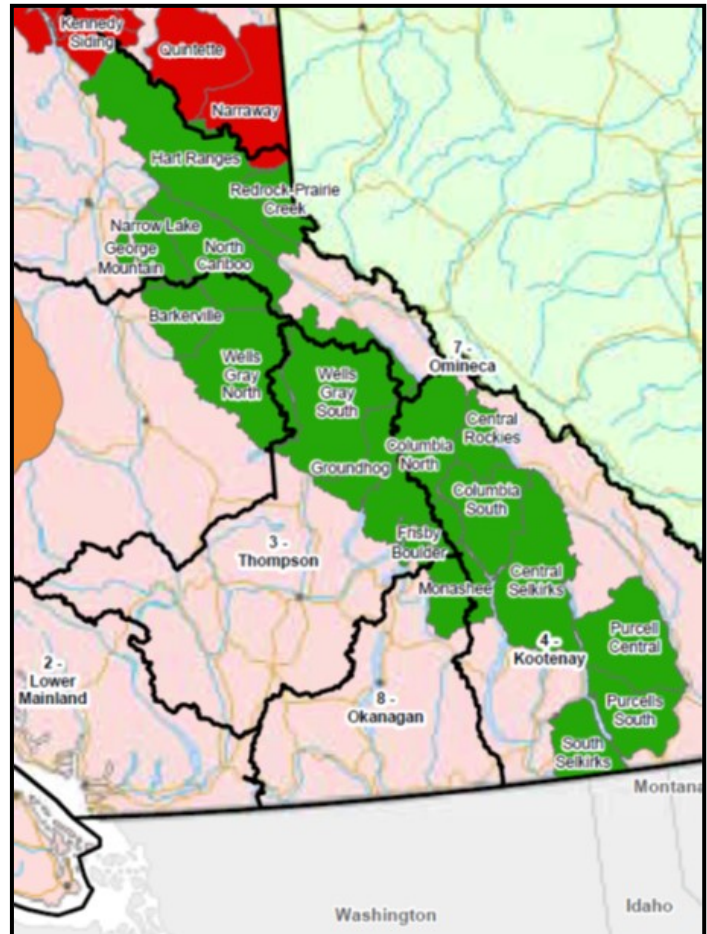 Kennedy
Siding
Quintette
Narraway
Hart Ranges
Redrock-Prairie
Creek
Narrow Lake
George
Mountain
North
Cariboo
Barkerville
Wells
Gray
North
Wells
Gray
South
7 -
Omineca
Central
Rockies
Columbia
North
Groundhog
Columbia
South
Frisby
Boulder
3 -
Thompson
Central
Selkirks
Monashee
Purcell
Central
4 -
Kootenay
2 -
Lower
Mainland
8 -
Okanagan
Purcells
South
South
Selkirks
Montana
Washington
Idaho